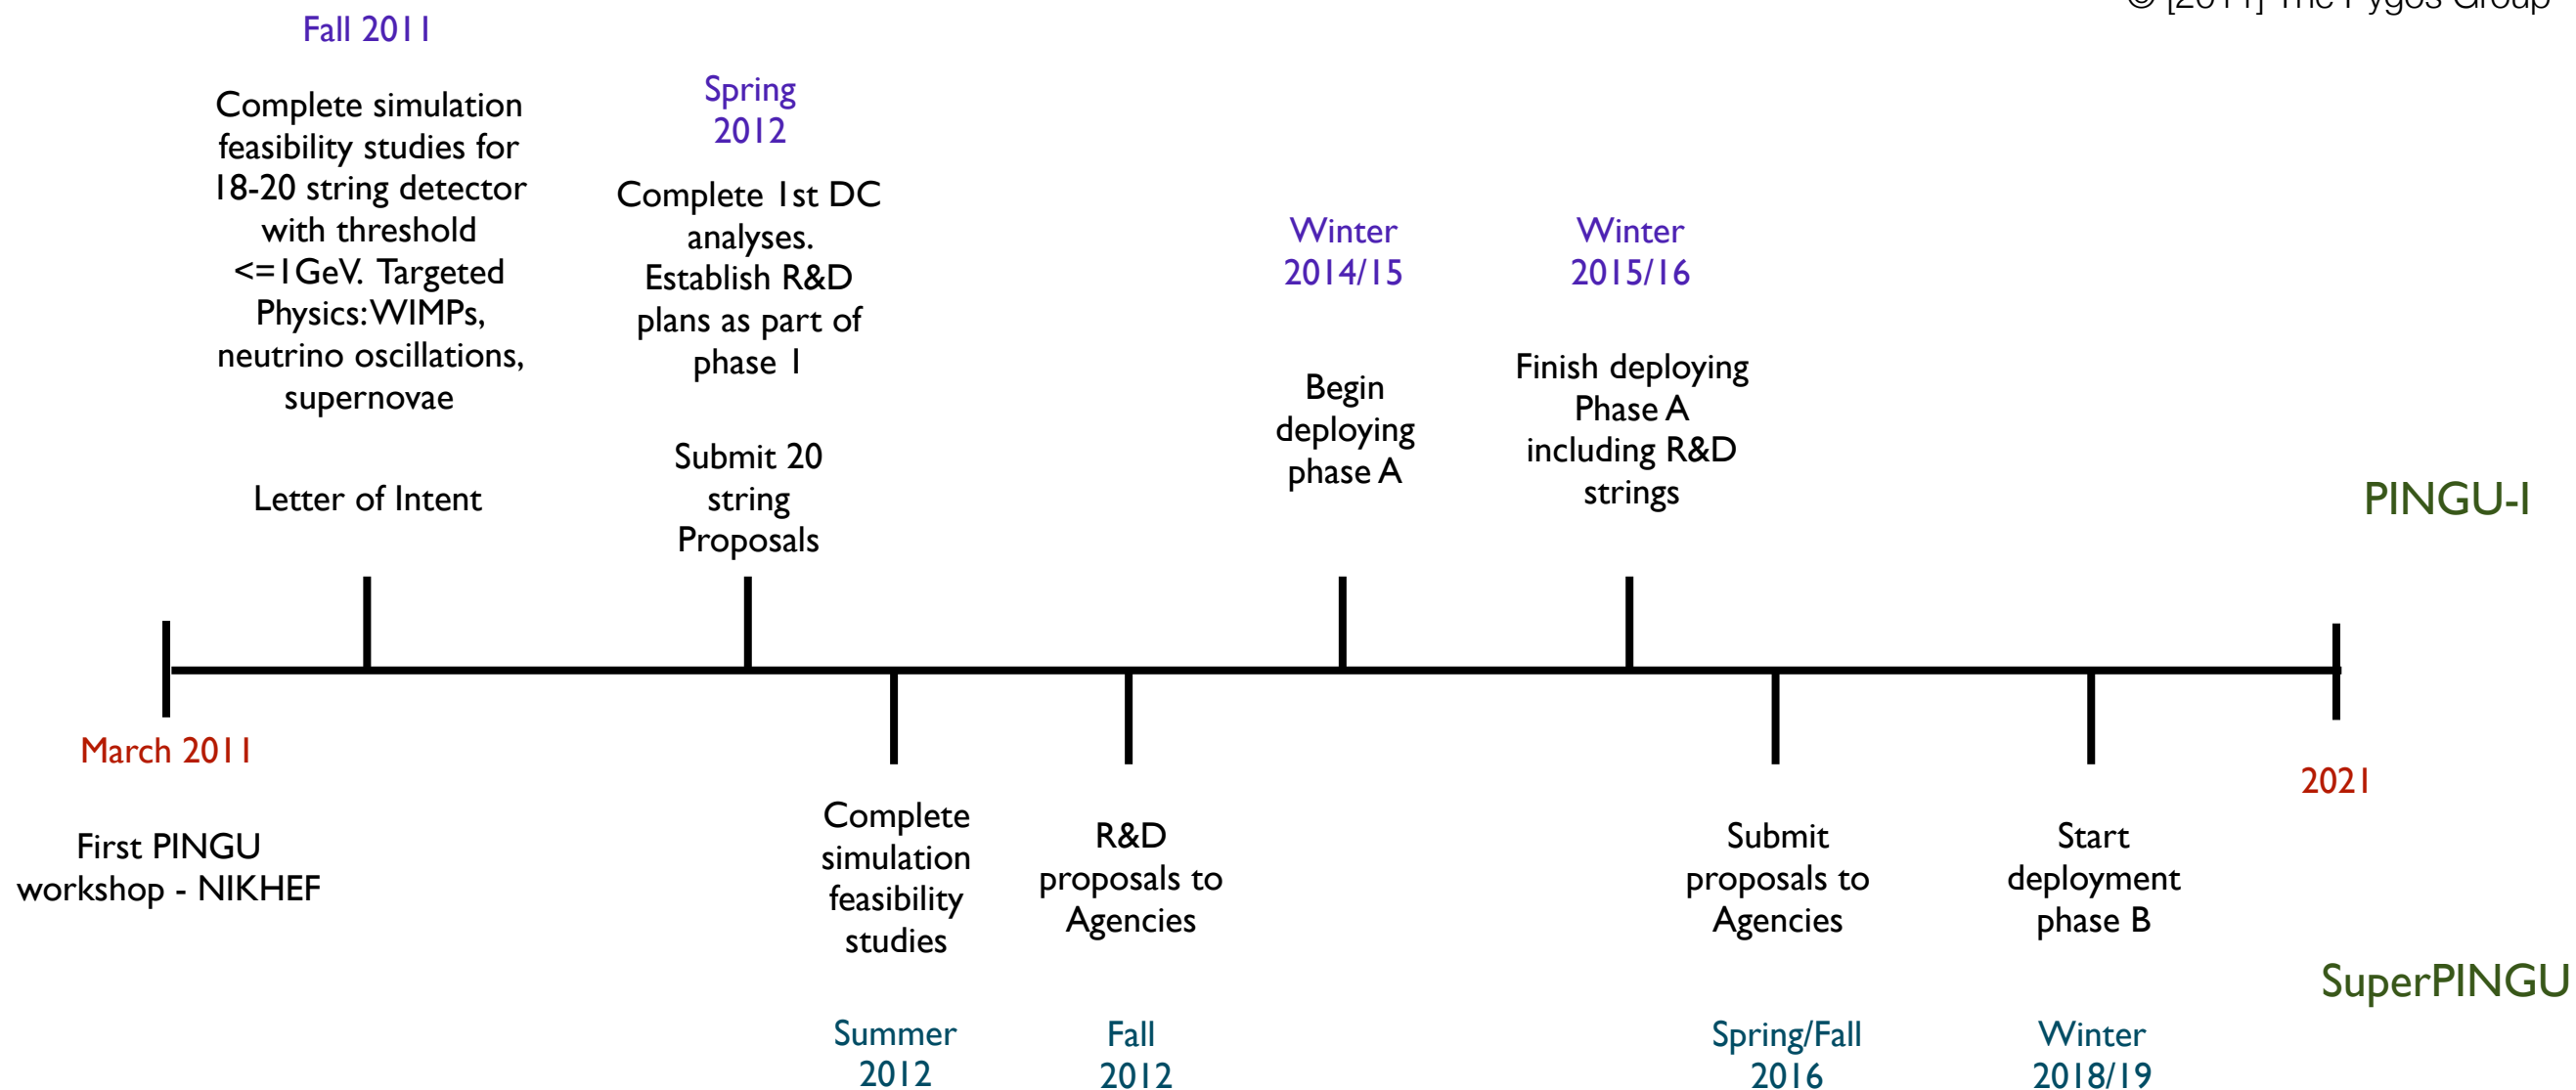 © [2011] The Pygos Group
Fall 2011
Complete simulation
feasibility studies for
18-20 string detector
with threshold
<=1GeV. Targeted
Physics: WIMPs,
neutrino oscillations,
supernovae
Letter of Intent
Spring
2012
Complete 1st DC
analyses.
Establish R&D
plans as part of
phase 1
Submit 20
string
Proposals
Winter
2014/15
Begin
deploying
phase A
Winter
2015/16
Finish deploying
Phase A
including R&D
strings
PINGU-I
March 2011
First PINGU
workshop - NIKHEF
Complete
simulation
feasibility
studies
Summer
2012
R&D
proposals to
Agencies
Fall
2012
Submit
proposals to
Agencies
Spring/Fall
2016
Start
deployment
phase B
Winter
2018/19
2021
SuperPINGU